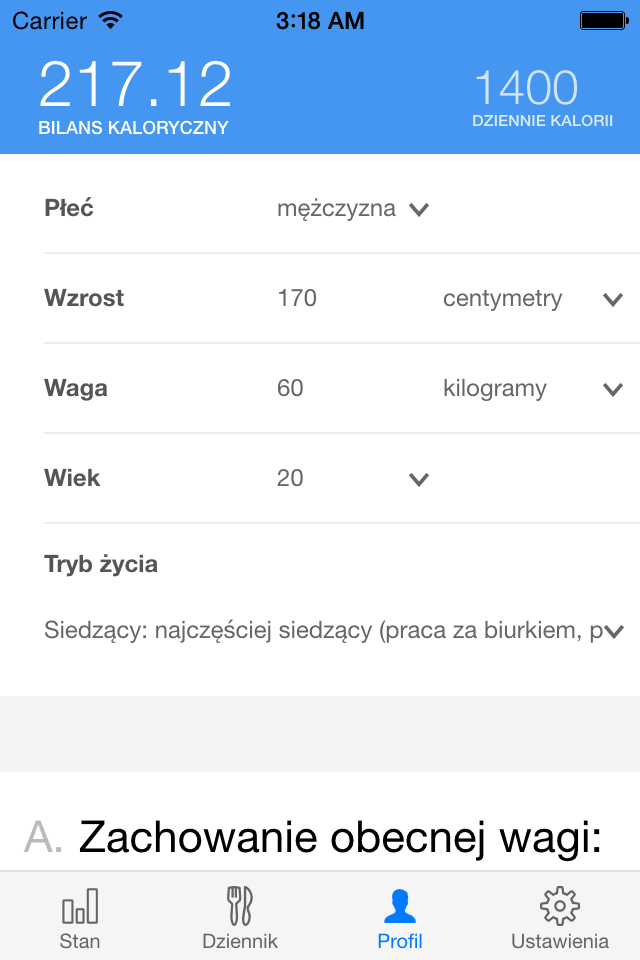 Carrier 3:18 AM
217.12 1400
BILANS KALORYCZNY DZIENNIE KALORII
Płeć mężczyzna
Wzrost 170 centymetry
Waga 60 kilogramy
Wiek 20
Tryb życia
Siedzący: najczęściej siedzący (praca za biurkiem, p
A. Zachowanie obecnej wagi:
Stan Dziennik Profil Ustawienia